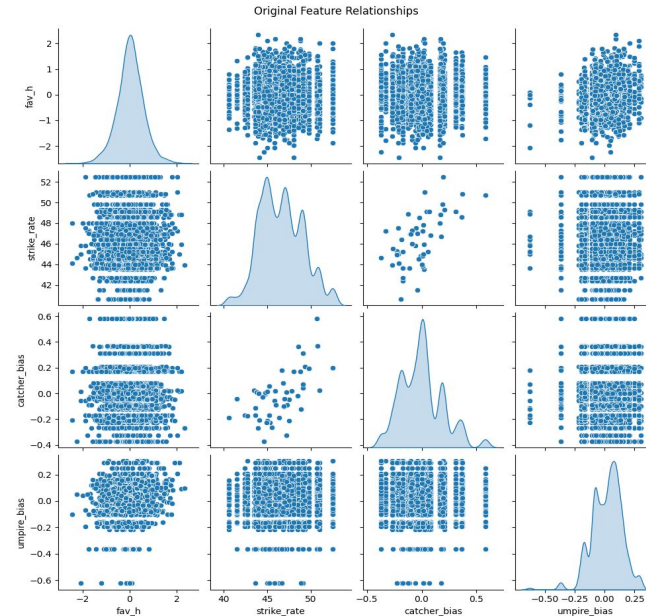 Original Feature Relationships
2
1
0
−1
−2
fav_h
52
50
48
46
44
42
strike_rate
0.6
0.4
0.2
0.0
−0.2
−0.4
catcher_bias
0.2
0.0
−0.2
−0.4
−0.6
umpire_bias
−2 0 2
40 45 50
−0.5 0.0 0.5
−0.50 −0.25 0.00 0.25
fav_h strike_rate catcher_bias umpire_bias